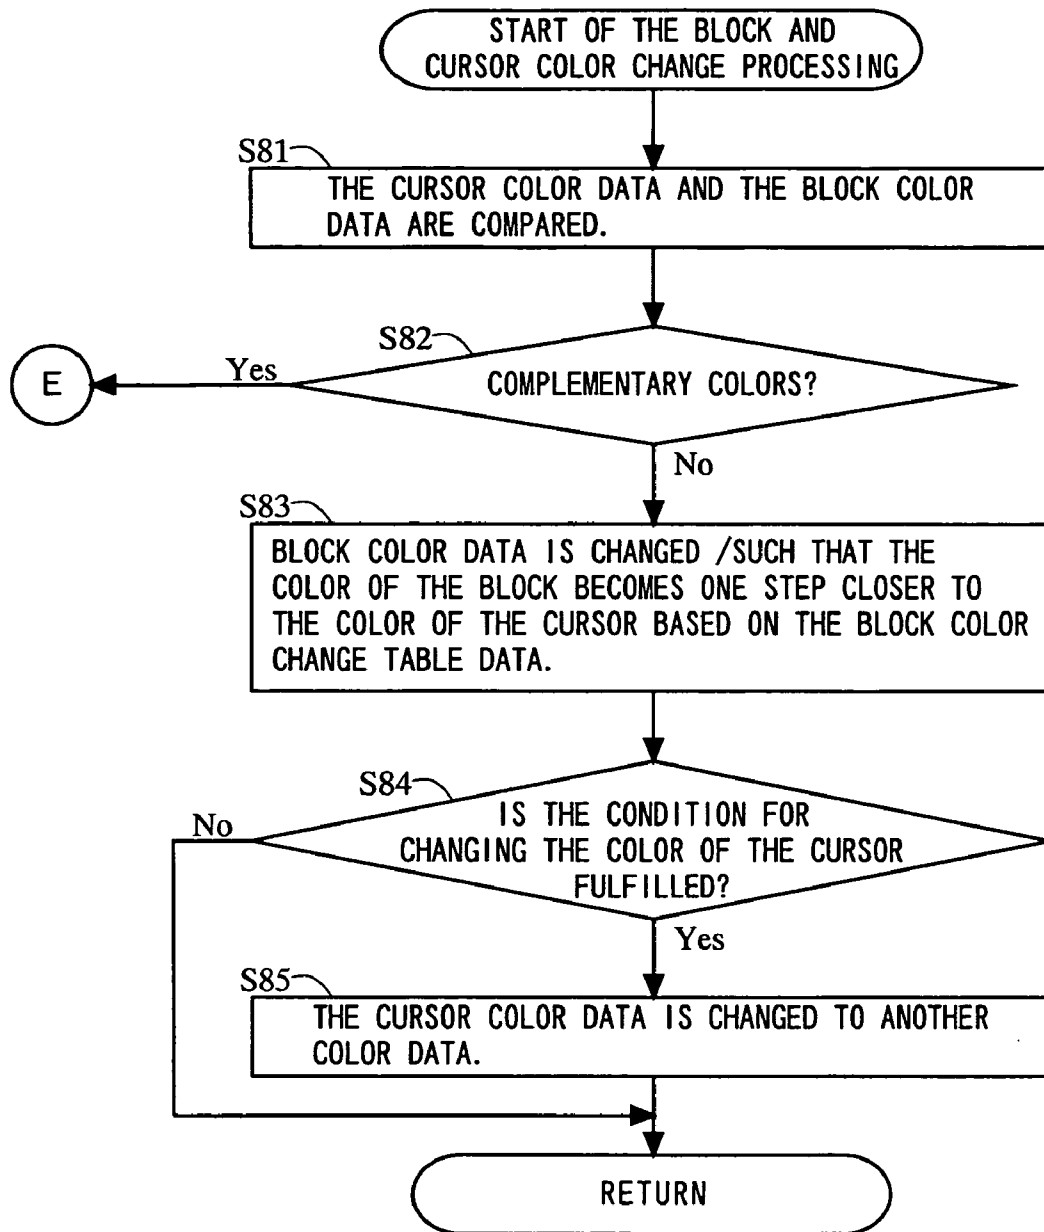 START OF THE BLOCK AND
CURSOR COLOR CHANGE PROCESSING
S81
THE CURSOR COLOR DATA AND THE BLOCK COLOR
DATA ARE COMPARED.
S82
E
Yes
COMPLEMENTARY COLORS?
No
S83
BLOCK COLOR DATA IS CHANGED /SUCH THAT THE
COLOR OF THE BLOCK BECOMES ONE STEP CLOSER TO
THE COLOR OF THE CURSOR BASED ON THE BLOCK COLOR
CHANGE TABLE DATA.
S84
No
IS THE CONDITION FOR
CHANGING THE COLOR OF THE CURSOR
FULFILLED?
Yes
S85
THE CURSOR COLOR DATA IS CHANGED TO ANOTHER
COLOR DATA.
RETURN